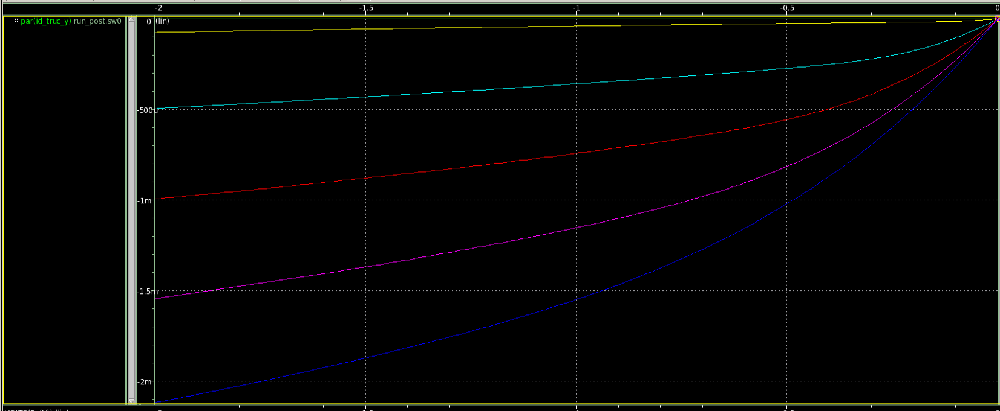 -2 -1.5 -1 -0.5 0
par(id_truc_y) run_post.sw0
0 (lin)
-500u
-1m
-1.5m
-2m